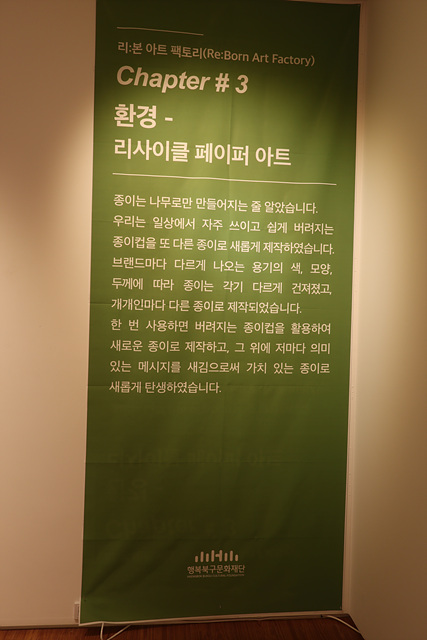 리:본 아트 팩토리(Re:Born Art Factory)
Chapter # 3
환경 -
리사이클 페이퍼 아트
종이는 나무로만 만들어지는 줄 알았습니다.
우리는 일상에서 자주 쓰이고 쉽게 버려지는
종이컵을 또 다른 종이로 새롭게 제작하였습니다.
브랜드마다 다르게 나오는 용기의 색, 모양,
두께에 따라 종이는 각기 다르게 건져졌고,
개개인마다 다른 종이로 제작되었습니다.
한 번 사용하면 버려지는 종이컵을 활용하여
새로운 종이로 제작하고, 그 위에 저마다 의미
있는 메시지를 새김으로써 가치 있는 종이로
새롭게 탄생하였습니다.
행복북구문화재단